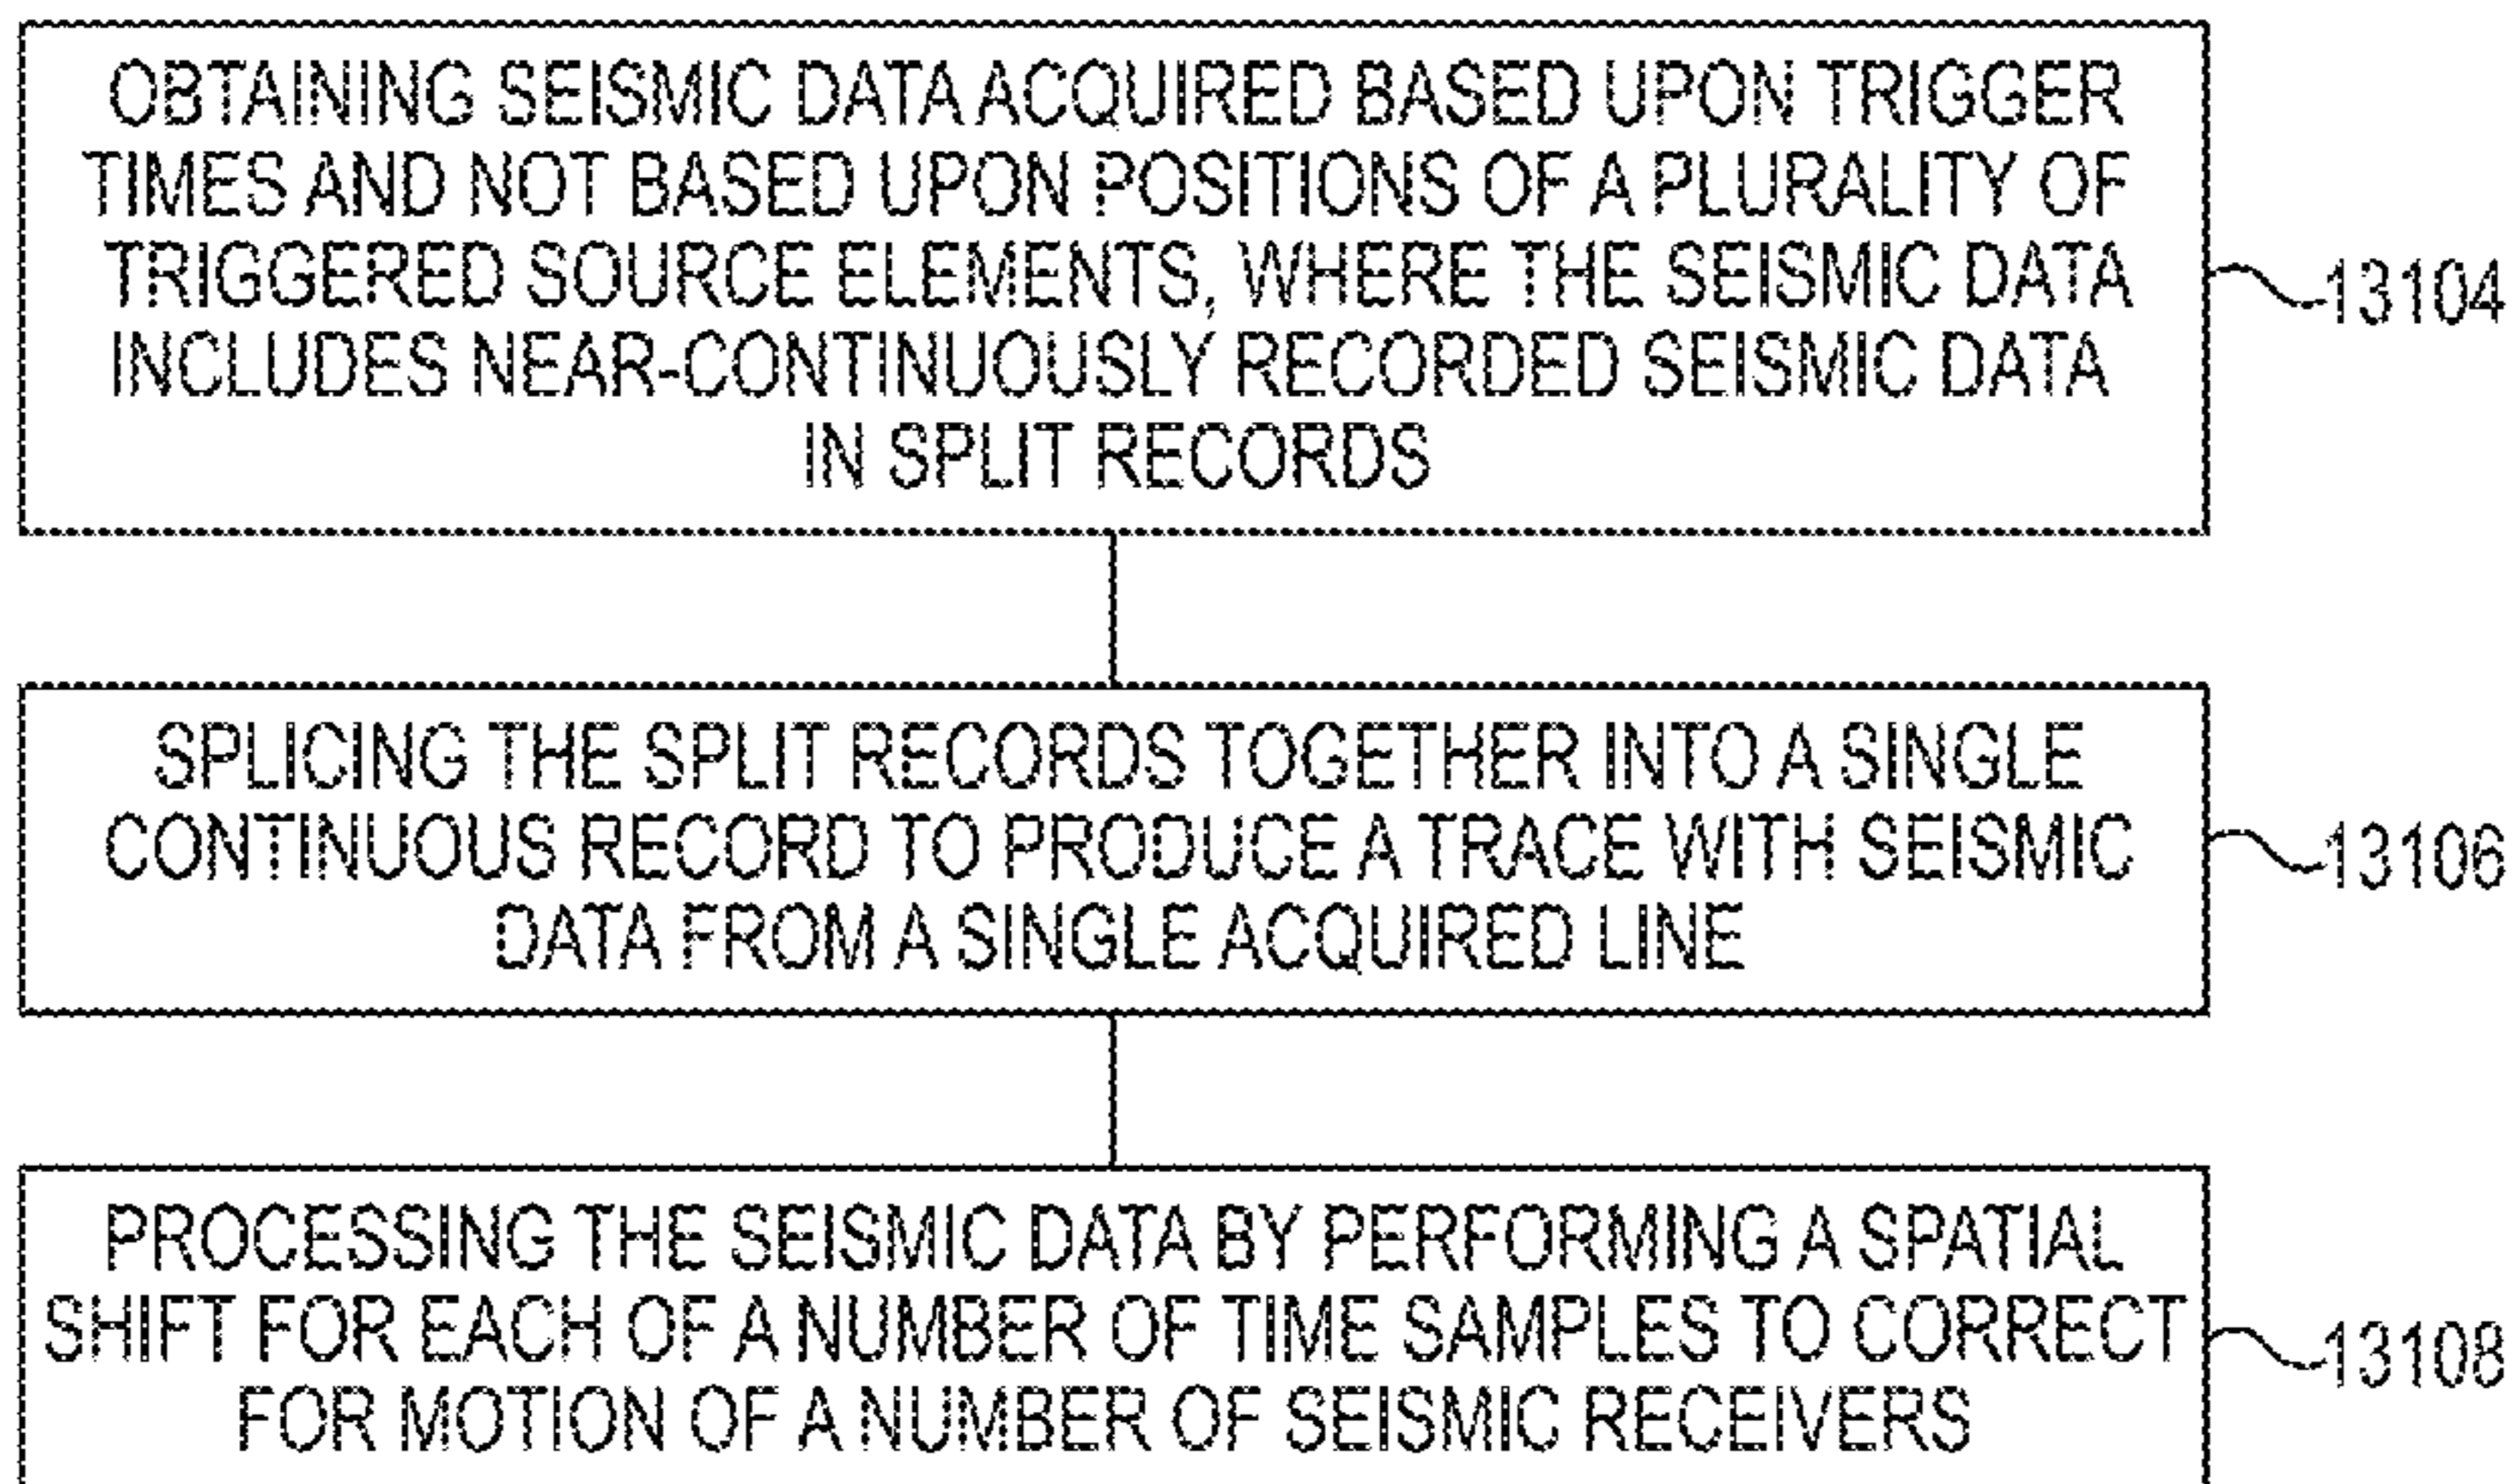 OBTAINING SEISMIC DATA ACQUIRED BASED UPON TRIGGER
TIMES AND NOT BASED UPON POSITIONS OF A PLURALITY OF
TRIGGERED SOURCE ELEMENTS, WHERE THE SEISMIC DATA
INCLUDES NEAR-CONTINUOUSLY RECORDED SEISMIC DATA
IN SPLIT RECORDS
13104
SPLICING THE SPLIT RECORDS TOGETHER INTO A SINGLE
CONTINUOUS RECORD TO PRODUCE A TRACE WITH SEISMIC
DATA FROM A SINGLE ACQUIRED LINE
13106
PROCESSING THE SEISMIC DATA BY PERFORMING A SPATIAL
SHIFT FOR EACH OF A NUMBER OF TIME SAMPLES TO CORRECT
FOR MOTION OF A NUMBER OF SEISMIC RECEIVERS
13108